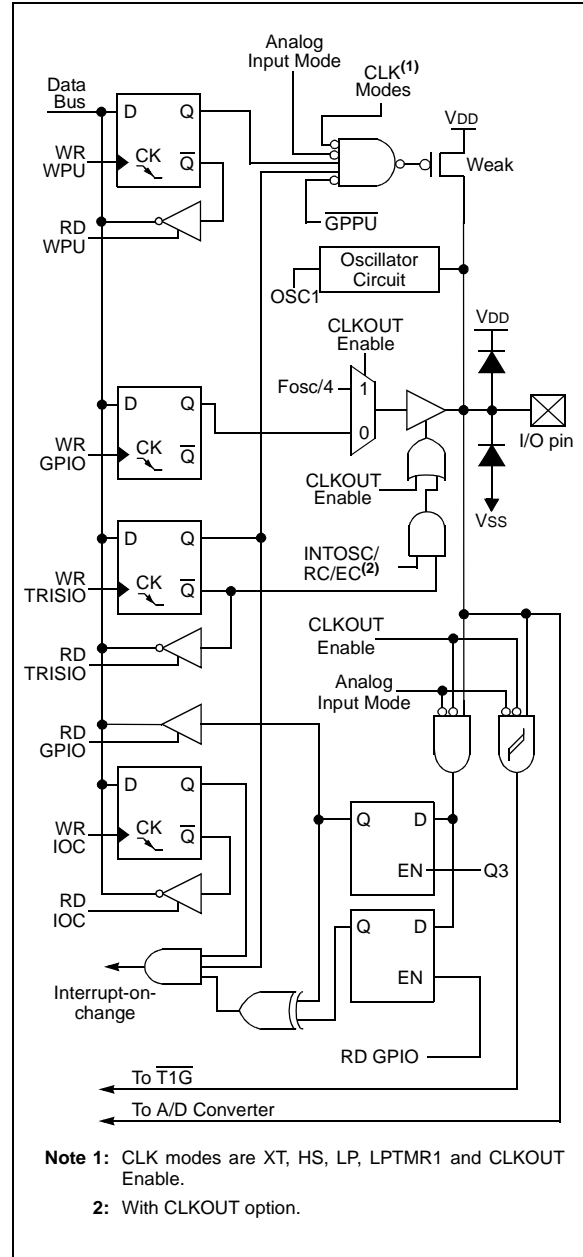 Analog
Input Mode
CLK(1)
Modes
Data
Bus
D Q
VDD
WR
WPU
CK Q
Weak
RD
WPU
GPPU
Oscillator
Circuit
OSC1
CLKOUT
Enable
VDD
Fosc/4
1
D Q
0
I/O pin
WR
GPIO
CK Q
CLKOUT
Enable
VSS
D Q
INTOSC/
RC/EC(2)
WR
TRISIO
CK Q
CLKOUT
Enable
RD
TRISIO
Analog
Input Mode
RD
GPIO
D Q
Q D
WR
IOC
CK Q
EN
Q3
RD
IOC
Q D
EN
Interrupt-on-
change
RD GPIO
To T1G
To A/D Converter
Note 1: CLK modes are XT, HS, LP, LPTMR1 and CLKOUT
Enable.
2: With CLKOUT option.